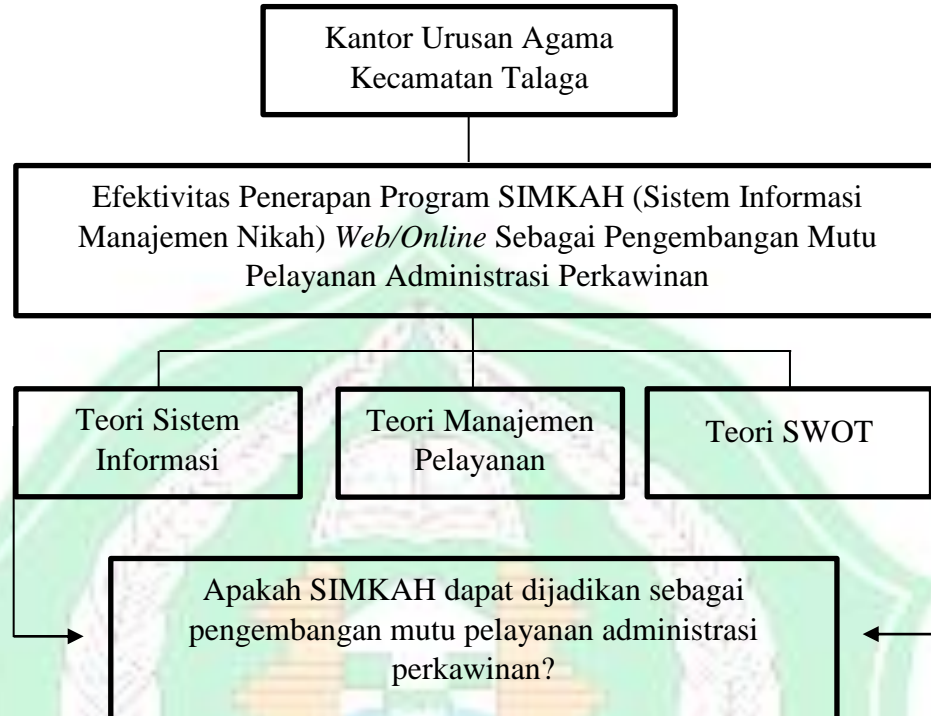 Kantor Urusan Agama
Kecamatan Talaga
Efektivitas Penerapan Program SIMKAH (Sistem Informasi
Manajemen Nikah) Web/Online Sebagai Pengembangan Mutu
Pelayanan Administrasi Perkawinan
Teori Sistem
Informasi
Teori Manajemen
Pelayanan
Teori SWOT
Apakah SIMKAH dapat dijadikan sebagai
pengembangan mutu pelayanan administrasi
perkawinan?